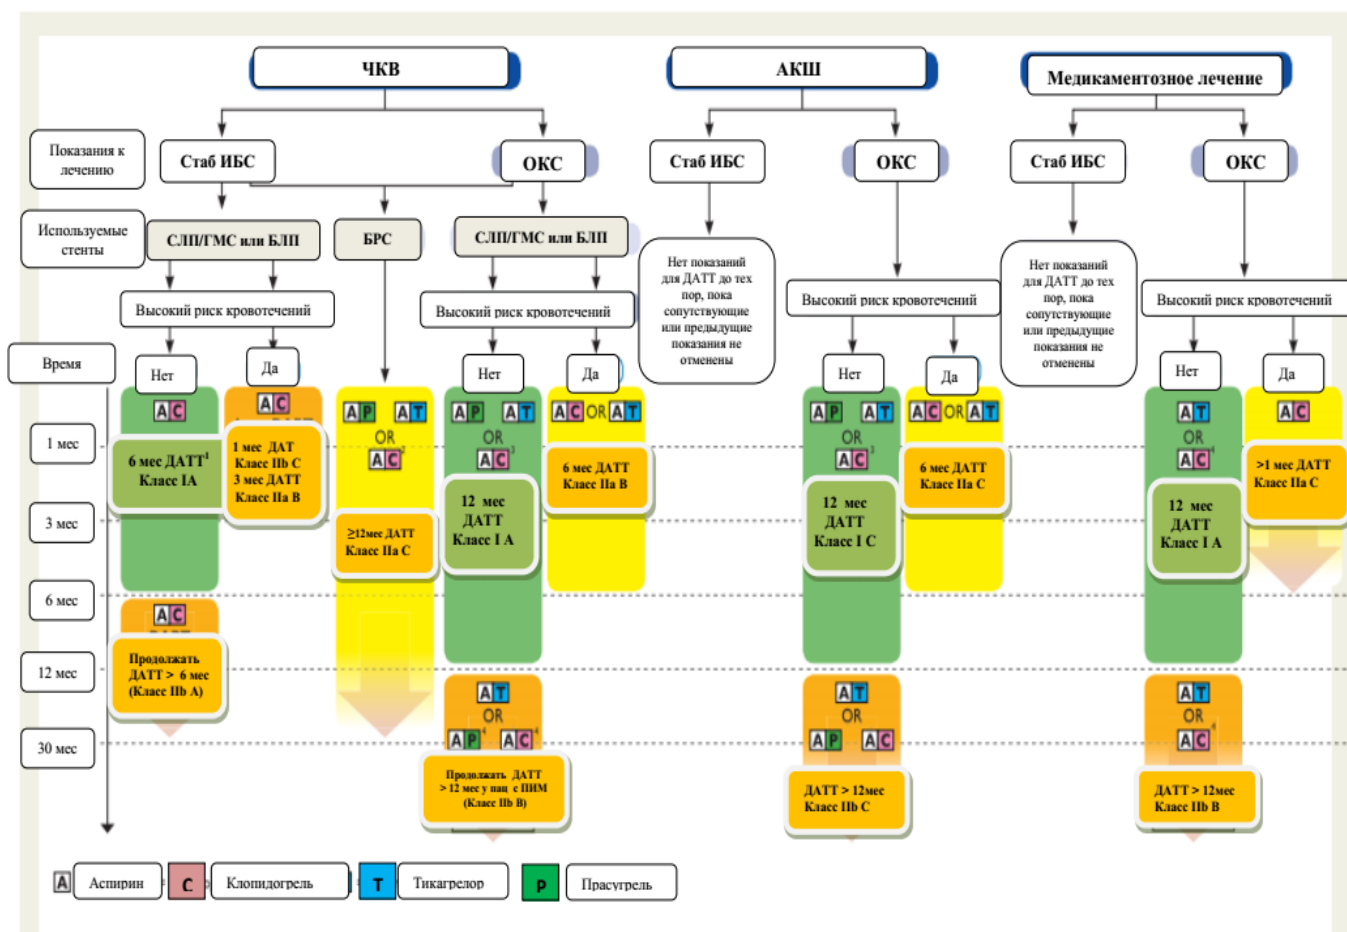 ЧКВ
АКШ
Медикаментозное лечение
Показания к
лечению
Стаб ИБС
ОКС
Стаб ИБС
ОКС
Стаб ИБС
ОКС
Используемые
стенты
СЛП/ГМС или БЛП
БРС
СЛП/ГМС или БЛП
Нет показаний
для ДАТТ до тех
пор, пока
сопутствующие
или предыдущие
показания не
отменены
Нет показаний
для ДАТТ до тех
пор, пока
сопутствующие
или предыдущие
показания не
отменены
Высокий риск кровотечений
Высокий риск кровотечений
Высокий риск кровотечений
Высокий риск кровотечений
Время
Нет
Да
Нет
Да
Нет
Да
Нет
Да
1 мес
3 мес
6 мес
12 мес
30 мес
A C
6 мес ДАТТ¹
Класс IA
A C
Продолжать
ДАТТ > 6 мес
(Класс IIb A)
A C
1 мес ДАТ
Класс IIb C
3 мес ДАТТ
Класс IIa B
A P A T
OR
A C ²
≥12мес ДАТТ
Класс IIa C
A P A T
OR
A C ³
12 мес
ДАТТ
Класс I A
A T
OR
A P ⁴ A C ⁴
Продолжать ДАТТ
> 12 мес у пац с ПИМ
(Класс IIb B)
A C OR A T
6 мес ДАТТ
Класс IIa B
A P A T
OR
A C ³
12 мес
ДАТТ
Класс I C
A T
OR
A P A C
ДАТТ > 12мес
Класс IIb C
A C OR A T
6 мес ДАТТ
Класс IIa C
A T
OR
A C ⁴
12 мес
ДАТТ
Класс I A
A T
OR
A C ⁴
ДАТТ > 12мес
Класс IIb B
A C
>1 мес ДАТТ
Класс IIa C
A Аспирин C Клопидогрель T Тикагрелор P Прасугрель